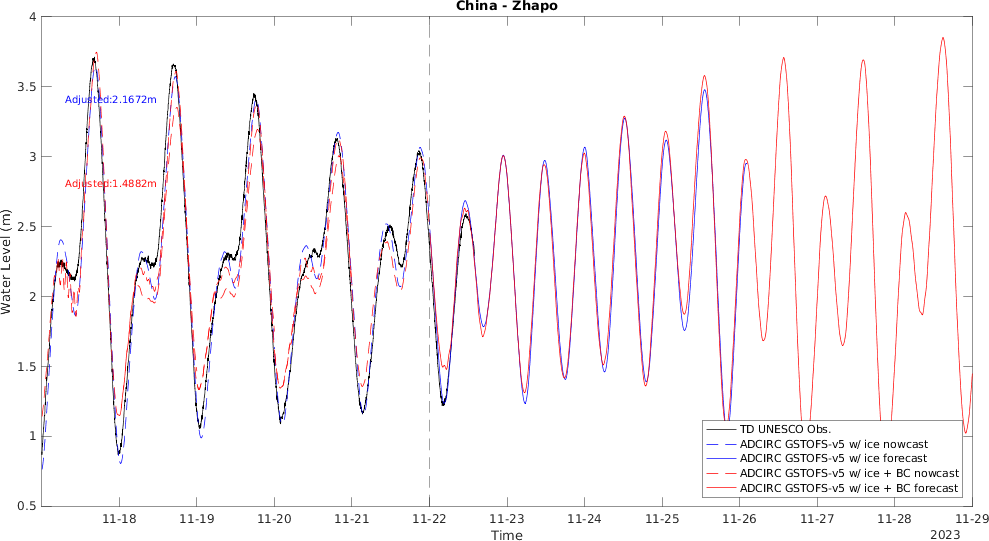 China - Zhapo
4
3.5
3
2.5
2
1.5
1
0.5
Water Level (m)
Adjusted:2.1672m
Adjusted:1.4882m
TD UNESCO Obs.
ADCIRC GSTOFS-v5 w/ ice nowcast
ADCIRC GSTOFS-v5 w/ ice forecast
ADCIRC GSTOFS-v5 w/ ice + BC nowcast
ADCIRC GSTOFS-v5 w/ ice + BC forecast
11-18 11-19 11-20 11-21 11-22 11-23 11-24 11-25 11-26 11-27 11-28 11-29
Time
2023